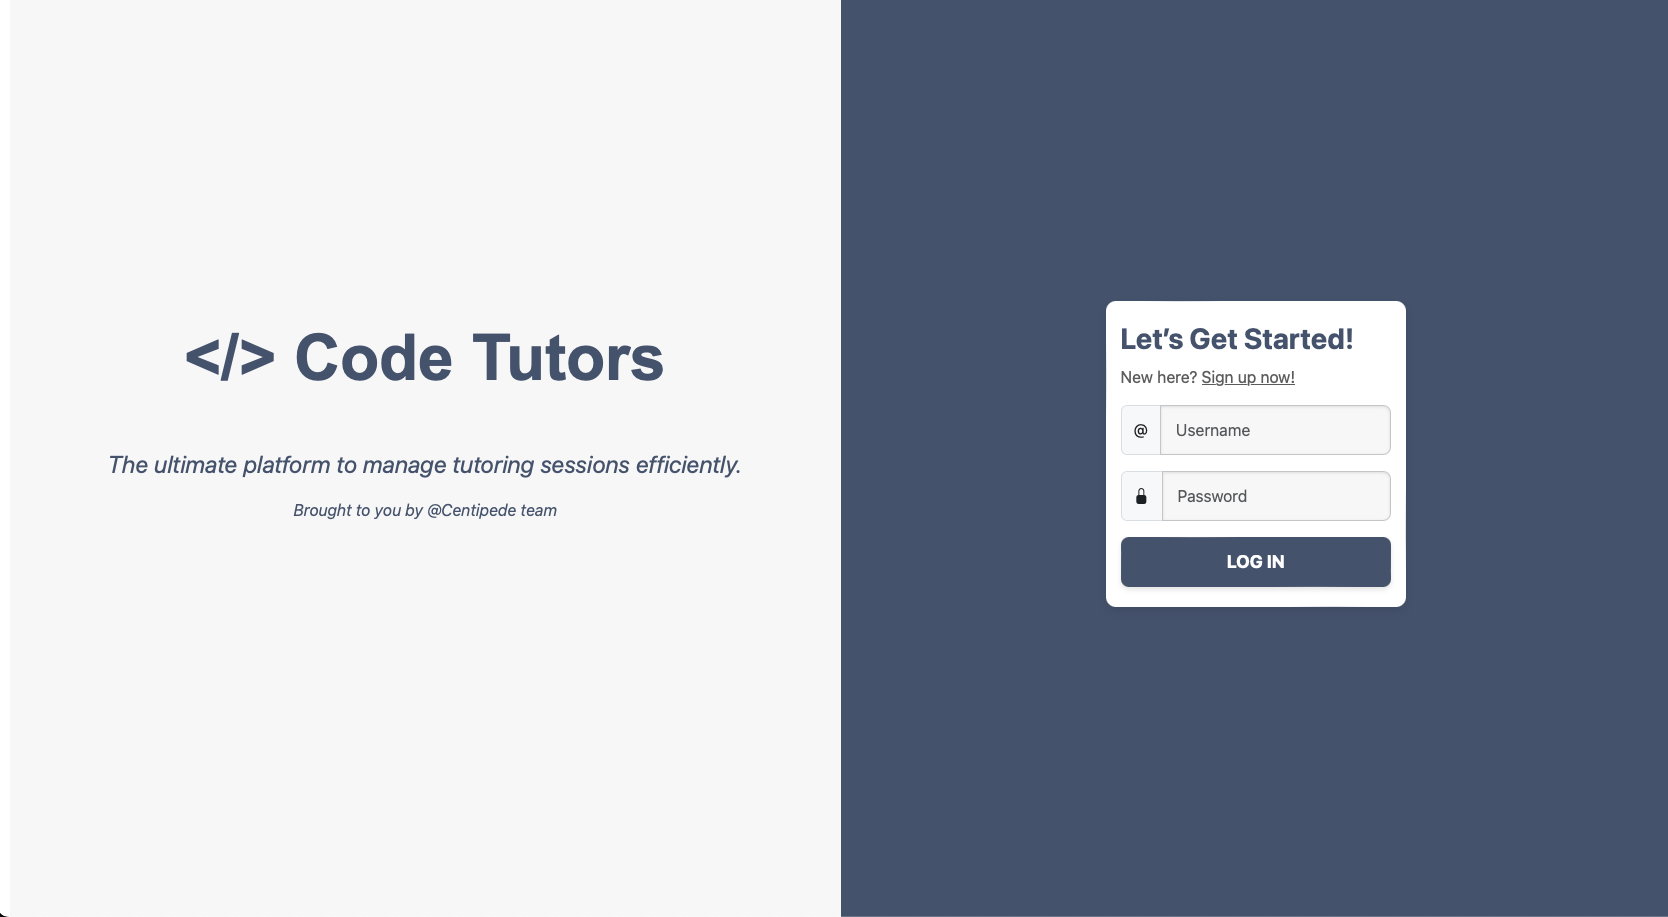 </> Code Tutors
The ultimate platform to manage tutoring sessions efficiently.
Brought to you by @Centipede team
Let’s Get Started!
New here? Sign up now!
@ Username
Password
LOG IN